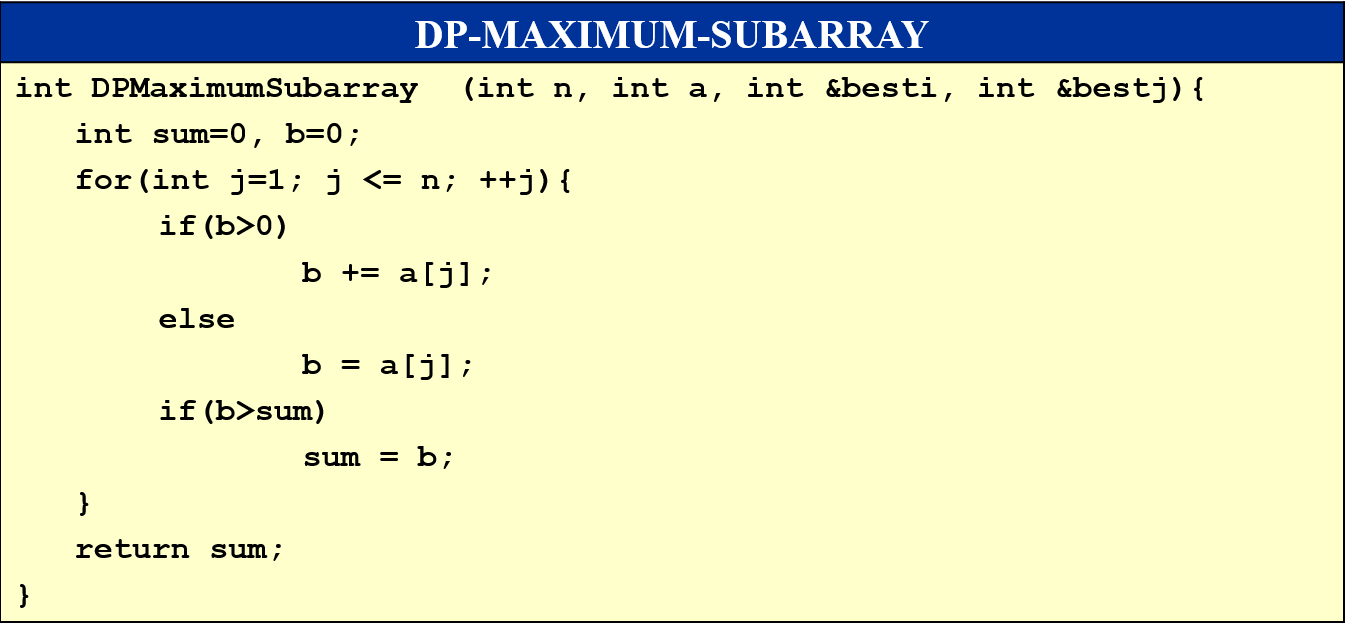 DP-MAXIMUM-SUBARRAY
int DPMaximumSubarray (int n, int a, int &besti, int &bestj){
int sum=0, b=0;
for(int j=1; j <= n; ++j){
if(b>0)
b += a[j];
else
b = a[j];
if(b>sum)
sum = b;
}
return sum;
}